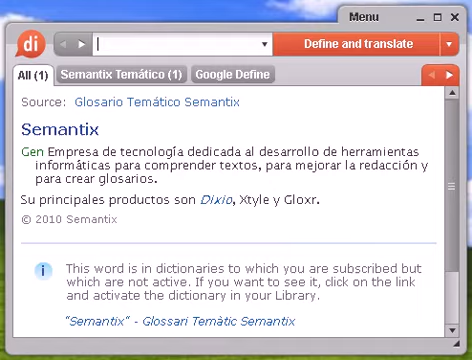 Menu
di
Define and translate
All (1)
Semantix Temático (1)
Google Define
Source: Glosario Temático Semantix
Semantix
Gen Empresa de tecnología dedicada al desarrollo de herramientas
informáticas para comprender textos, para mejorar la redacción y
para crear glosarios.
Su principales productos son Dixio, Xtyle y Gloxr.
© 2010 Semantix
i
This word is in dictionaries to which you are subscribed but
which are not active. If you want to see it, click on the link
and activate the dictionary in your Library.
"Semantix" - Glossari Temàtic Semantix